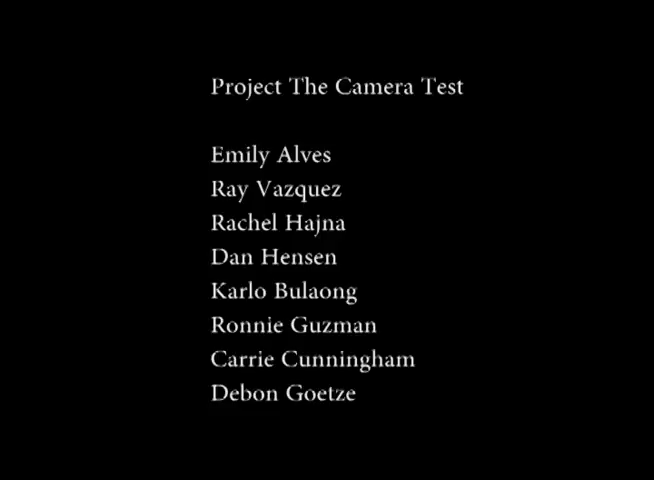 Project The Camera Test
Emily Alves
Ray Vazquez
Rachel Hajna
Dan Hensen
Karlo Bulaong
Ronnie Guzman
Carrie Cunningham
Debon Goetze